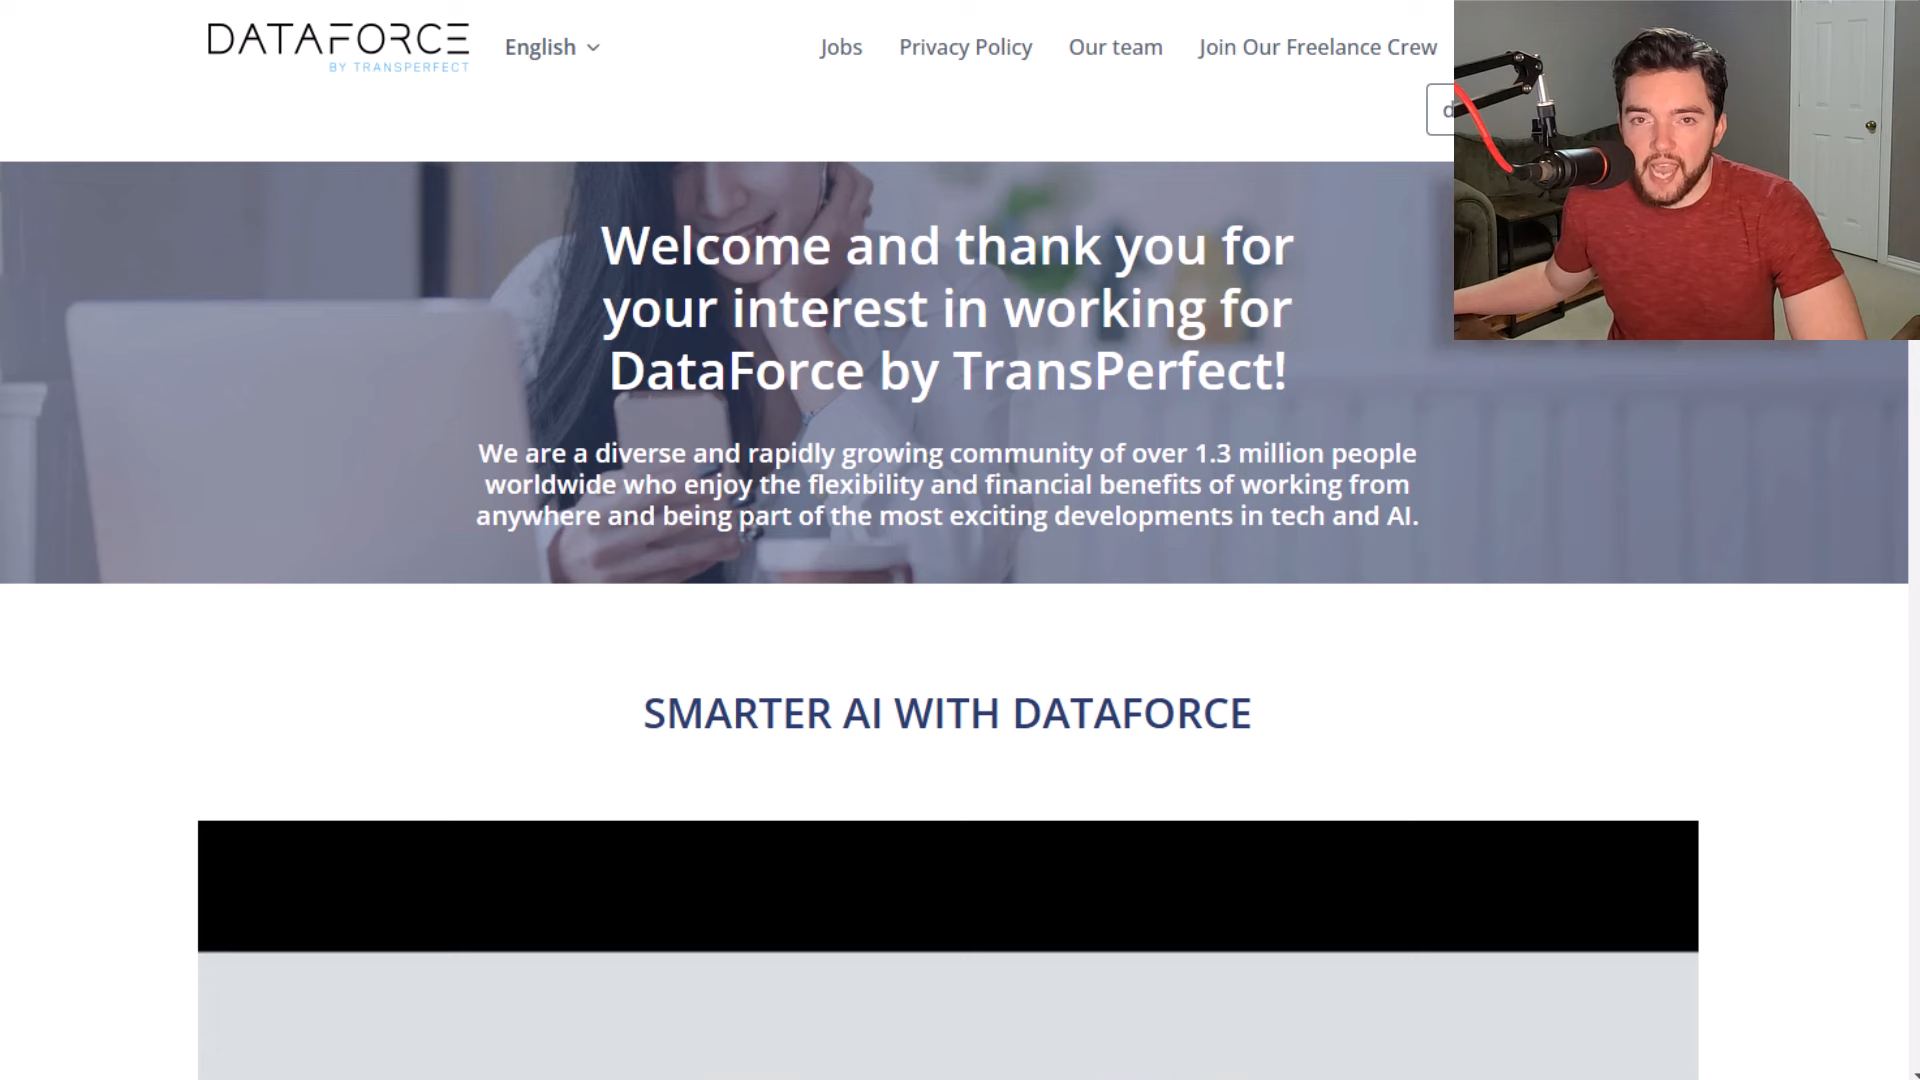 DATAFORCE
BY TRANSPERFECT
English
Jobs
Privacy Policy
Our team
Join Our Freelance Crew
Welcome and thank you for
your interest in working for
DataForce by TransPerfect!
We are a diverse and rapidly growing community of over 1.3 million people
worldwide who enjoy the flexibility and financial benefits of working from
anywhere and being part of the most exciting developments in tech and AI.
SMARTER AI WITH DATAFORCE